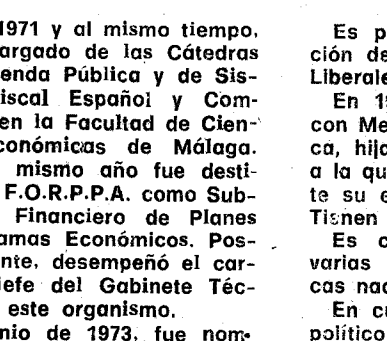 1971 y al mismo tiempo,
argado de las Cátedras
enda Pública y de Sis-
iscal Español y Com-
en la Facultad de Cien-
conómicas de Málaga.
mismo año fue desti-
F.O.R.P.P.A. como Sub-
Financiero de Planes
amas Económicos. Pos-
nte, desempeñó el car-
efe del Gabinete Téc-
este organismo.
nio de 1973, fue nom-
Es p
ción de
Liberale
En 19
con Me
ca, hija
a la qu
te su e
Tienen
Es c
varias
cas nac
En cu
político